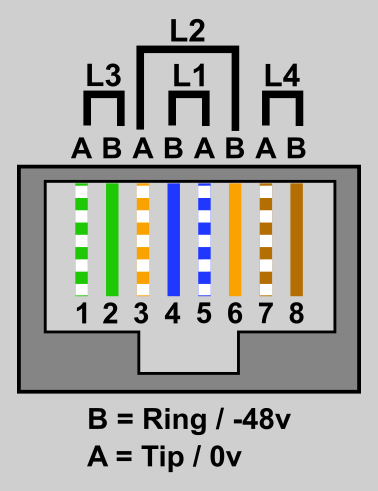 L2
L3 L1 L4
A B A B A B A B
1 2 3 4 5 6 7 8
B = Ring / -48v
A = Tip / 0v